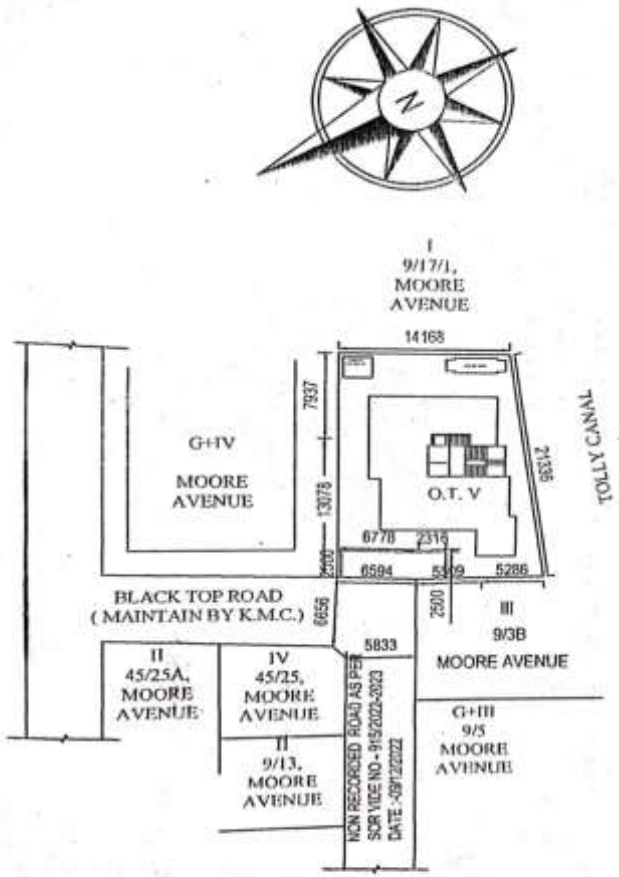 N
I
9/17/1,
MOORE
AVENUE
14168
7937
G+IV
MOORE
AVENUE
13078
21336
TOLLY CANAL
O.T. V
6778 2316
2500
6594 5509 5286
BLACK TOP ROAD
( MAINTAIN BY K.M.C.)
6656
2500
III
9/3B
MOORE AVENUE
5833
II
45/25A,
MOORE
AVENUE
IV
45/25,
MOORE
AVENUE
NON RECORDED ROAD AS PER
SOR VIDE NO - 915/2022-2023
DATE :-09/12/2022
G+III
9/5
MOORE
AVENUE
II
9/13,
MOORE
AVENUE